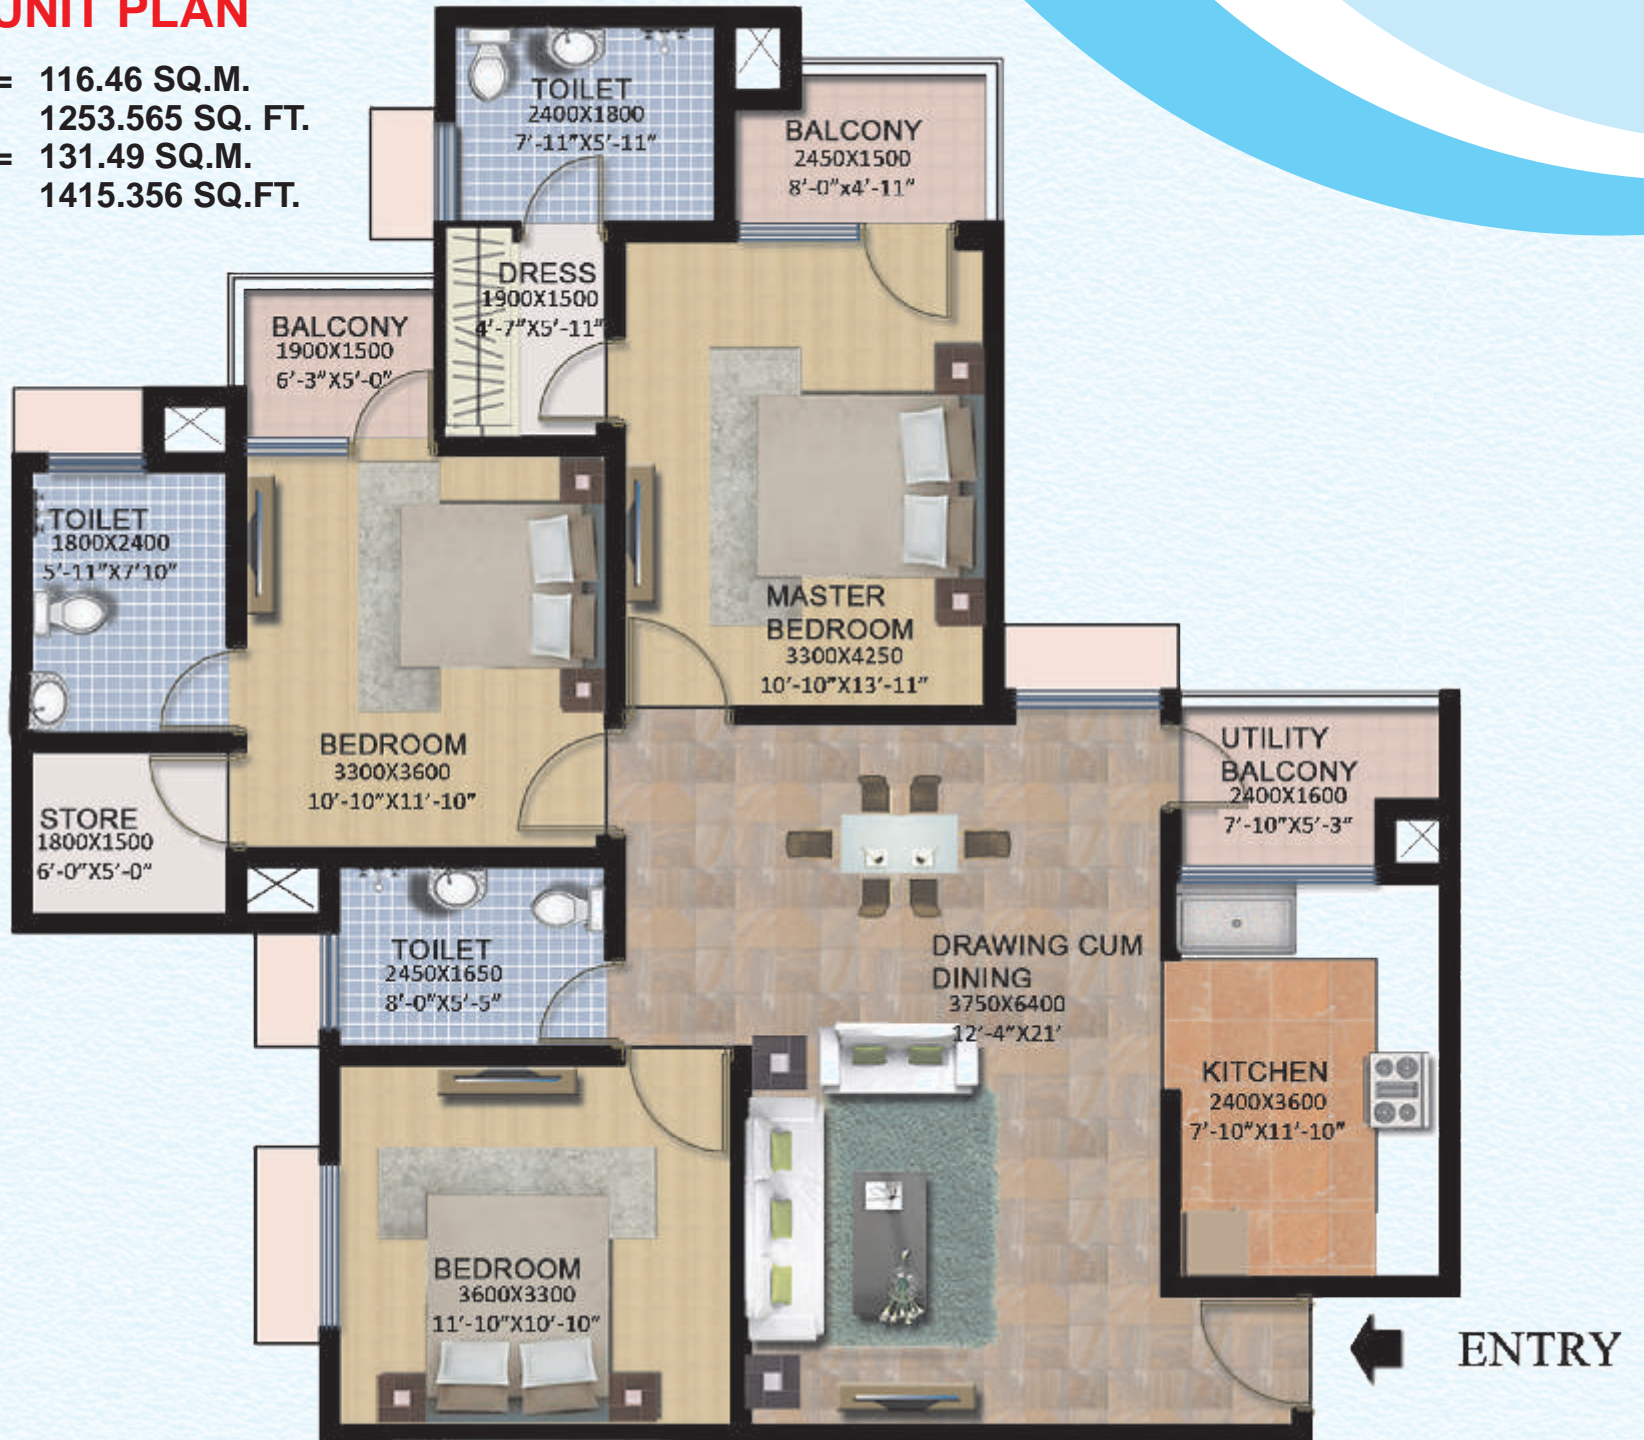 UNIT PLAN
= 116.46 SQ.M.
1253.565 SQ. FT.
= 131.49 SQ.M.
1415.356 SQ.FT.
TOILET
2400X1800
7'-11"X5'-11"
BALCONY
2450X1500
8'-0"x4'-11"
DRESS
1900X1500
4'-7"X5'-11"
BALCONY
1900X1500
6'-3"X5'-0"
TOILET
1800X2400
5'-11"X7'10"
MASTER
BEDROOM
3300X4250
10'-10"X13'-11"
BEDROOM
3300X3600
10'-10"X11'-10"
UTILITY
BALCONY
2400X1600
7'-10"X5'-3"
STORE
1800X1500
6'-0"X5'-0"
TOILET
2450X1650
8'-0"X5'-5"
DRAWING CUM
DINING
3750X6400
12'-4"X21'
KITCHEN
2400X3600
7'-10"X11'-10"
BEDROOM
3600X3300
11'-10"X10'-10"
ENTRY